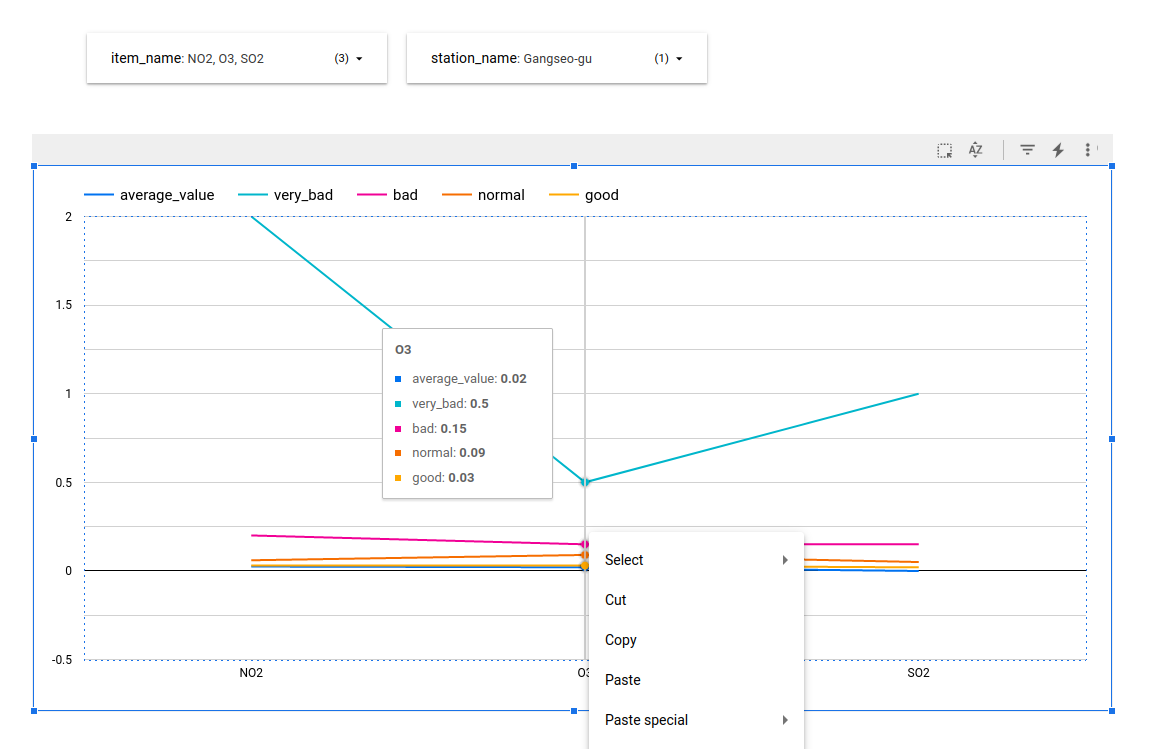 item_name: NO2, O3, SO2 (3)
station_name: Gangseo-gu (1)
AZ
average_value very_bad bad normal good
2
1.5
1
0.5
0
-0.5
O3
average_value: 0.02
very_bad: 0.5
bad: 0.15
normal: 0.09
good: 0.03
Select
Cut
Copy
Paste
Paste special
NO2 O3 SO2